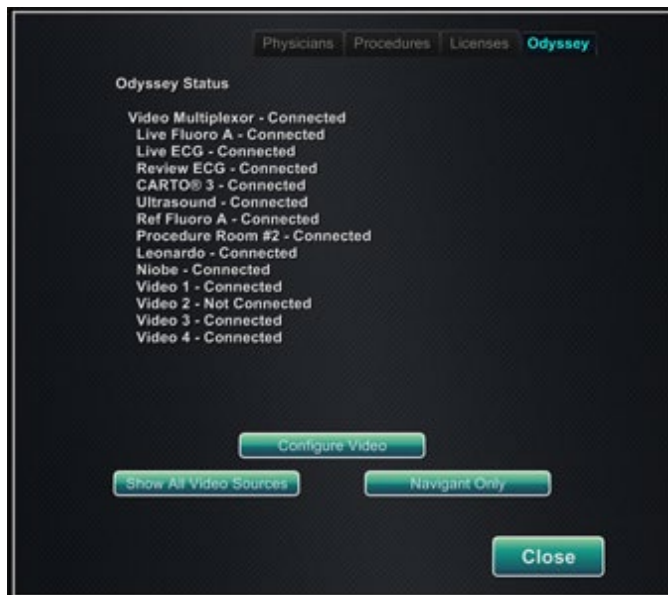 Physicians Procedures Licenses Odyssey
Odyssey Status
Video Multiplexor - Connected
Live Fluoro A - Connected
Live ECG - Connected
Review ECG - Connected
CARTO® 3 - Connected
Ultrasound - Connected
Ref Fluoro A - Connected
Procedure Room #2 - Connected
Leonardo - Connected
Niobe - Connected
Video 1 - Connected
Video 2 - Not Connected
Video 3 - Connected
Video 4 - Connected
Configure Video
Show All Video Sources Navigant Only
Close